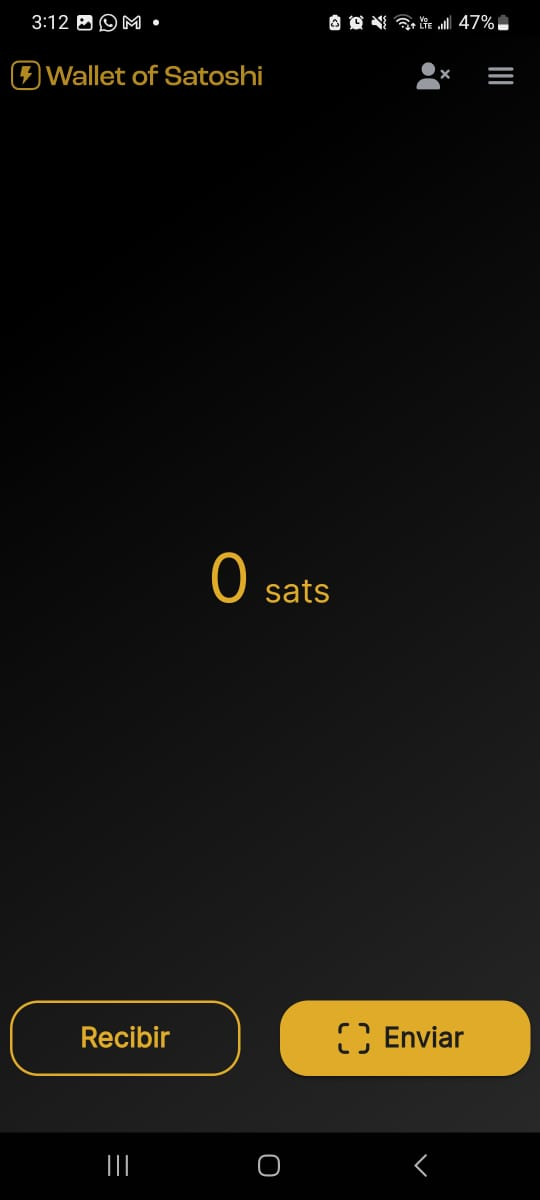 3:12 47%
Wallet of Satoshi
0 sats
Recibir
Enviar